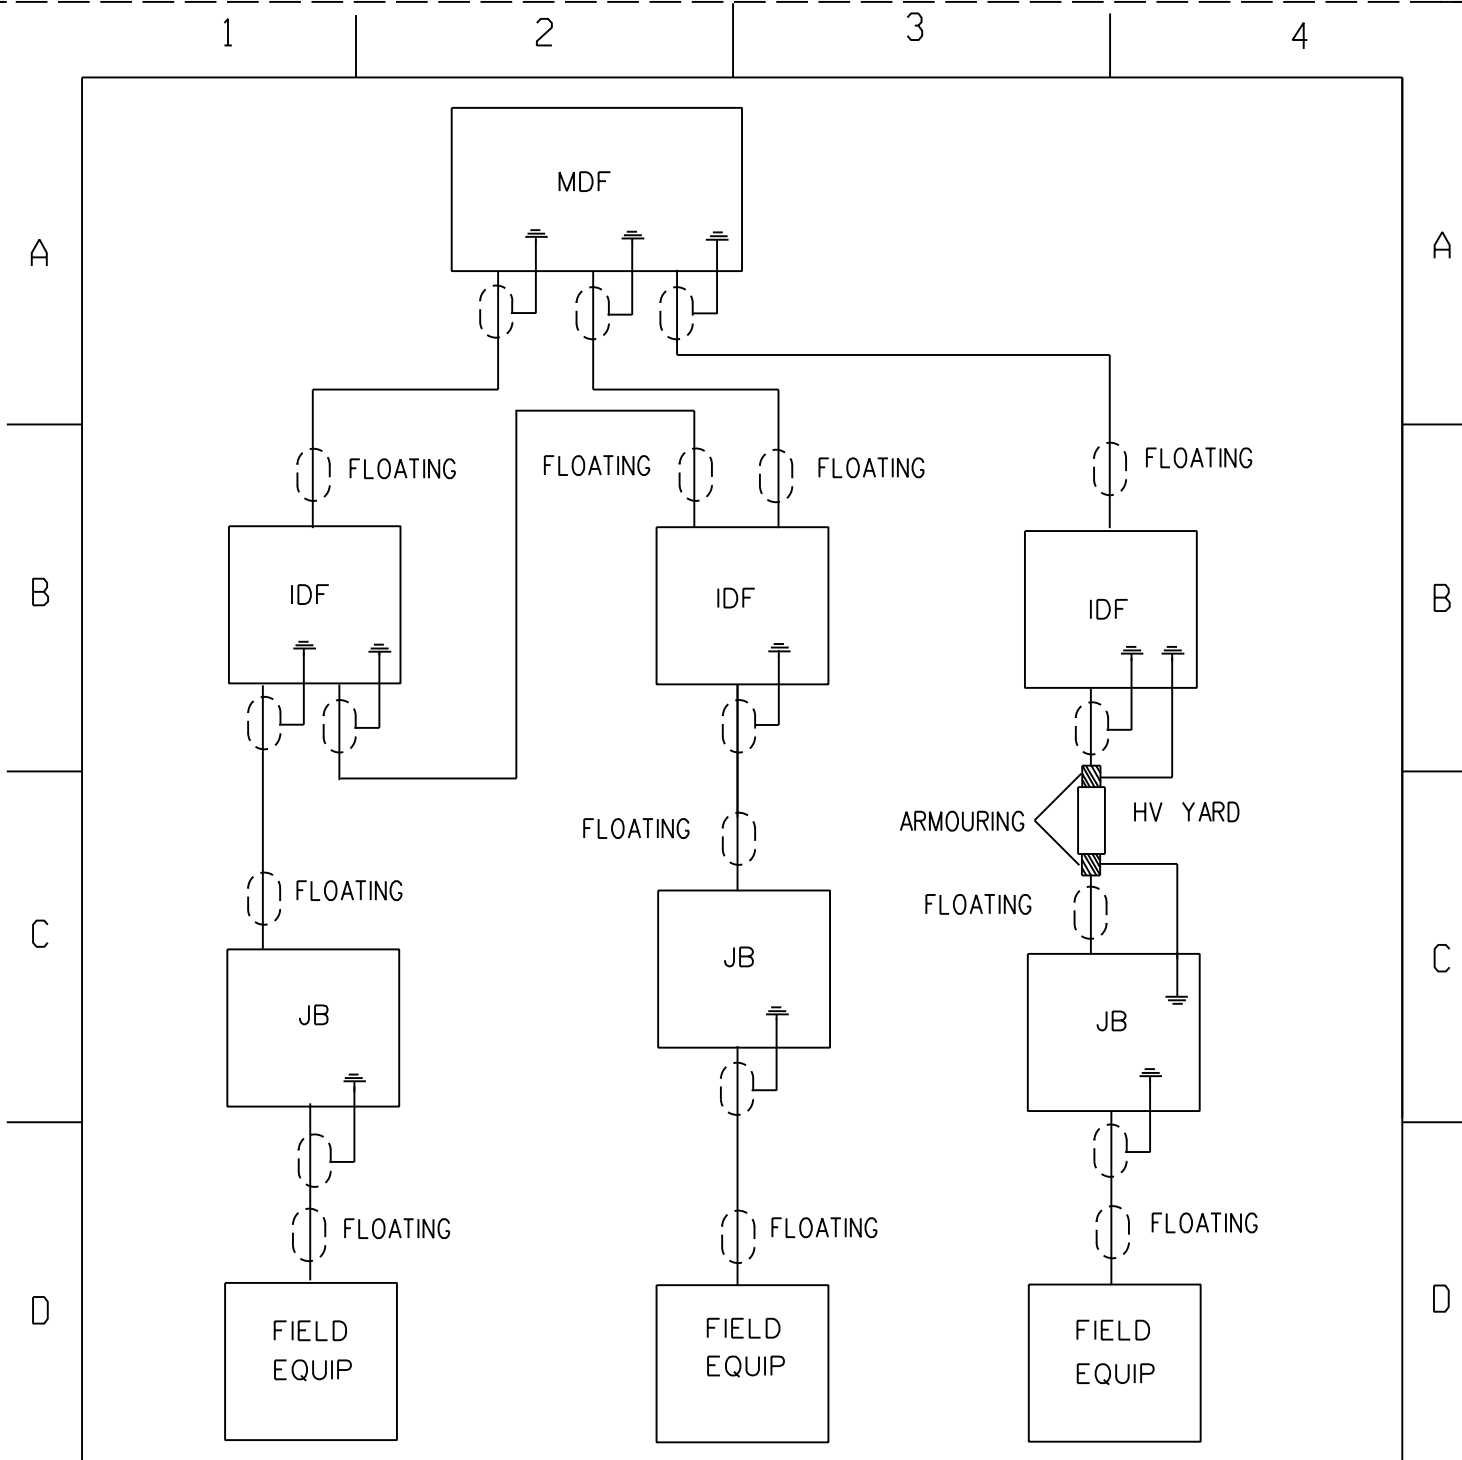 1 2 3 4
MDF
A A
FLOATING FLOATING FLOATING FLOATING
IDF IDF IDF
B B
ARMOURING HV YARD
FLOATING
FLOATING FLOATING
C C
JB JB JB
FLOATING FLOATING FLOATING
D D
FIELD FIELD FIELD
EQUIP EQUIP EQUIP